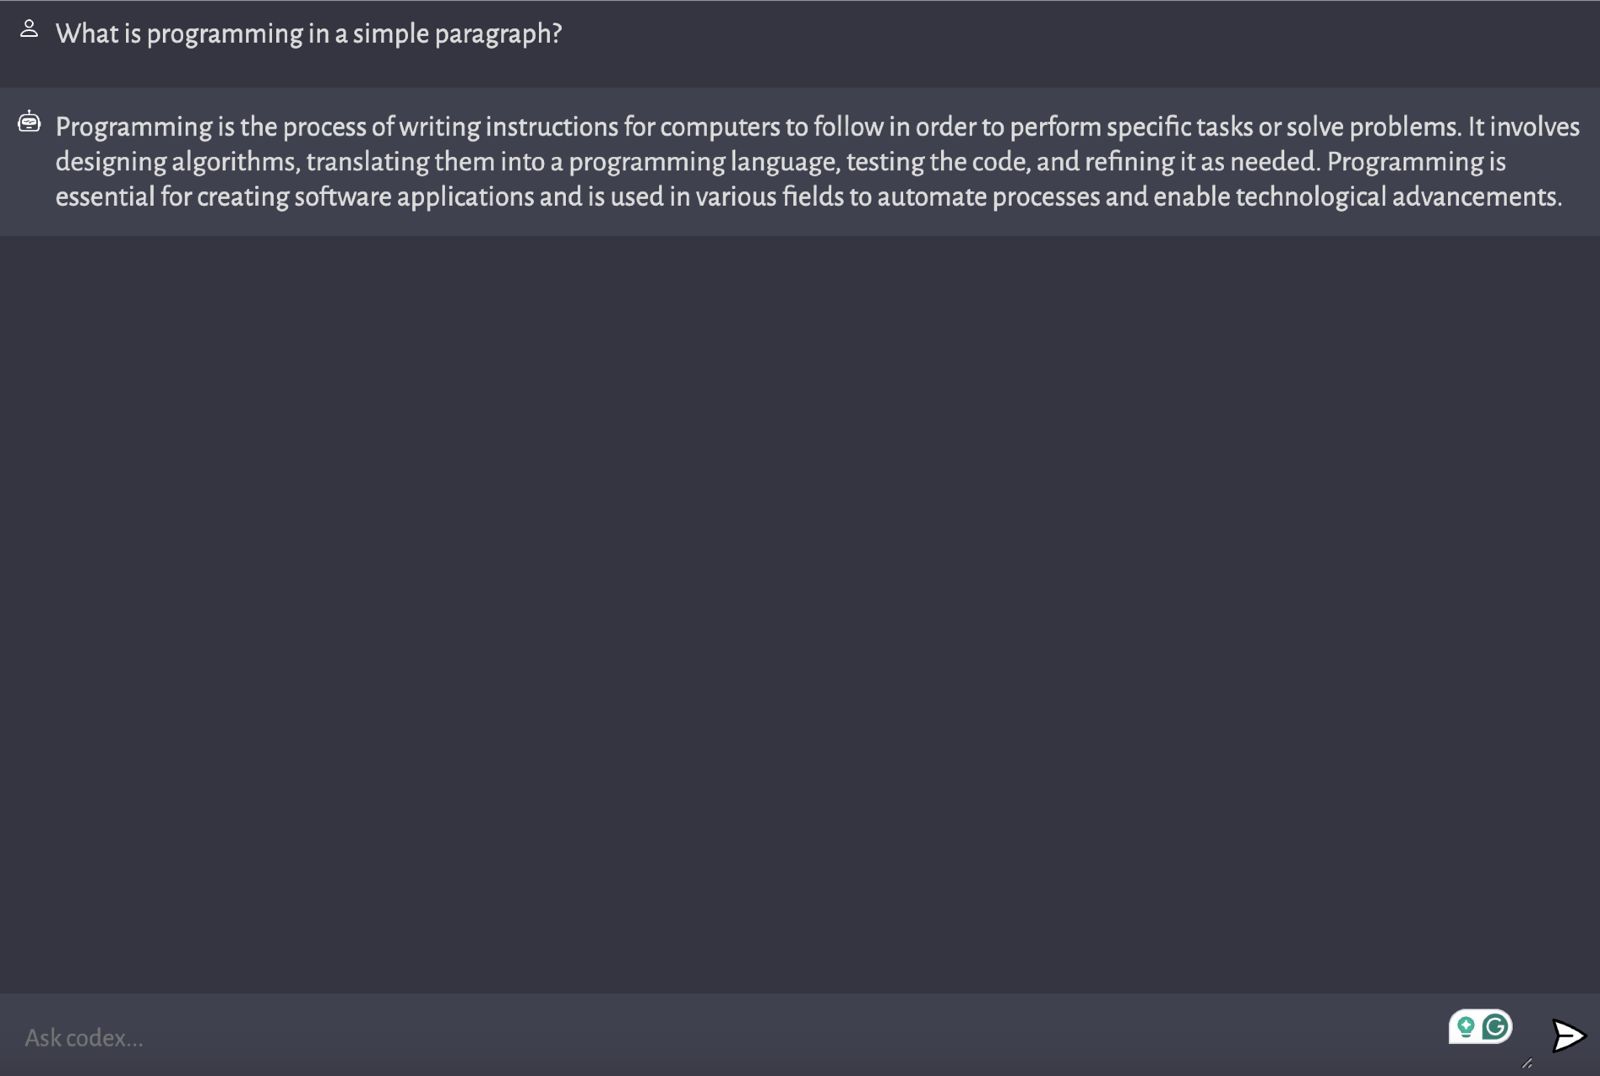 What is programming in a simple paragraph?
Programming is the process of writing instructions for computers to follow in order to perform specific tasks or solve problems. It involves
designing algorithms, translating them into a programming language, testing the code, and refining it as needed. Programming is
essential for creating software applications and is used in various fields to automate processes and enable technological advancements.
Ask codex...